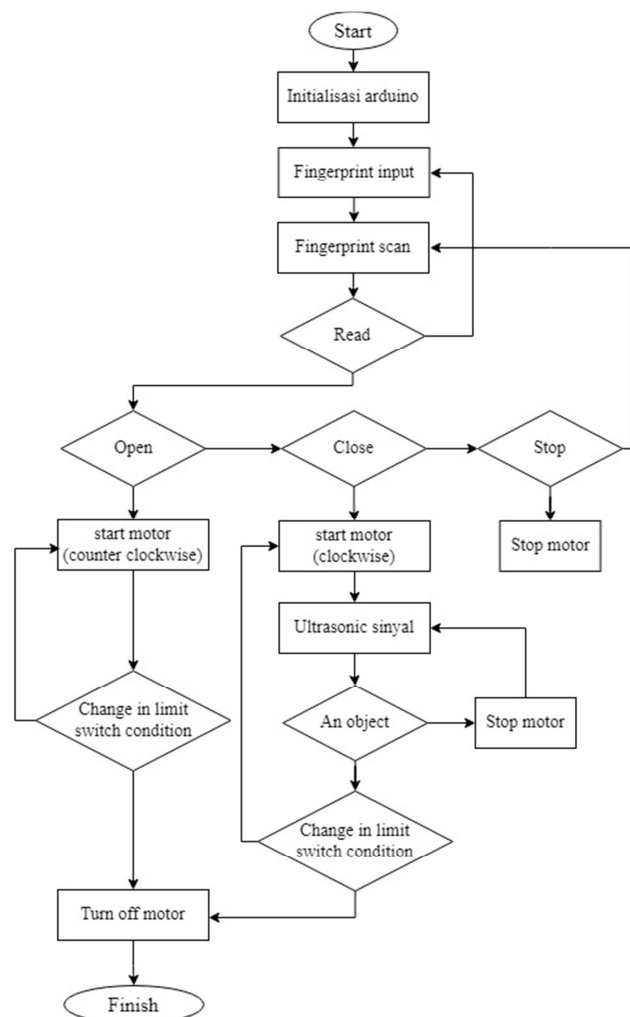 Start
Initialisasi arduino
Fingerprint input
Fingerprint scan
Read
Open
Close
Stop
start motor
(counter clockwise)
start motor
(clockwise)
Stop motor
Ultrasonic sinyal
An object
Stop motor
Change in limit
switch condition
Change in limit
switch condition
Turn off motor
Finish